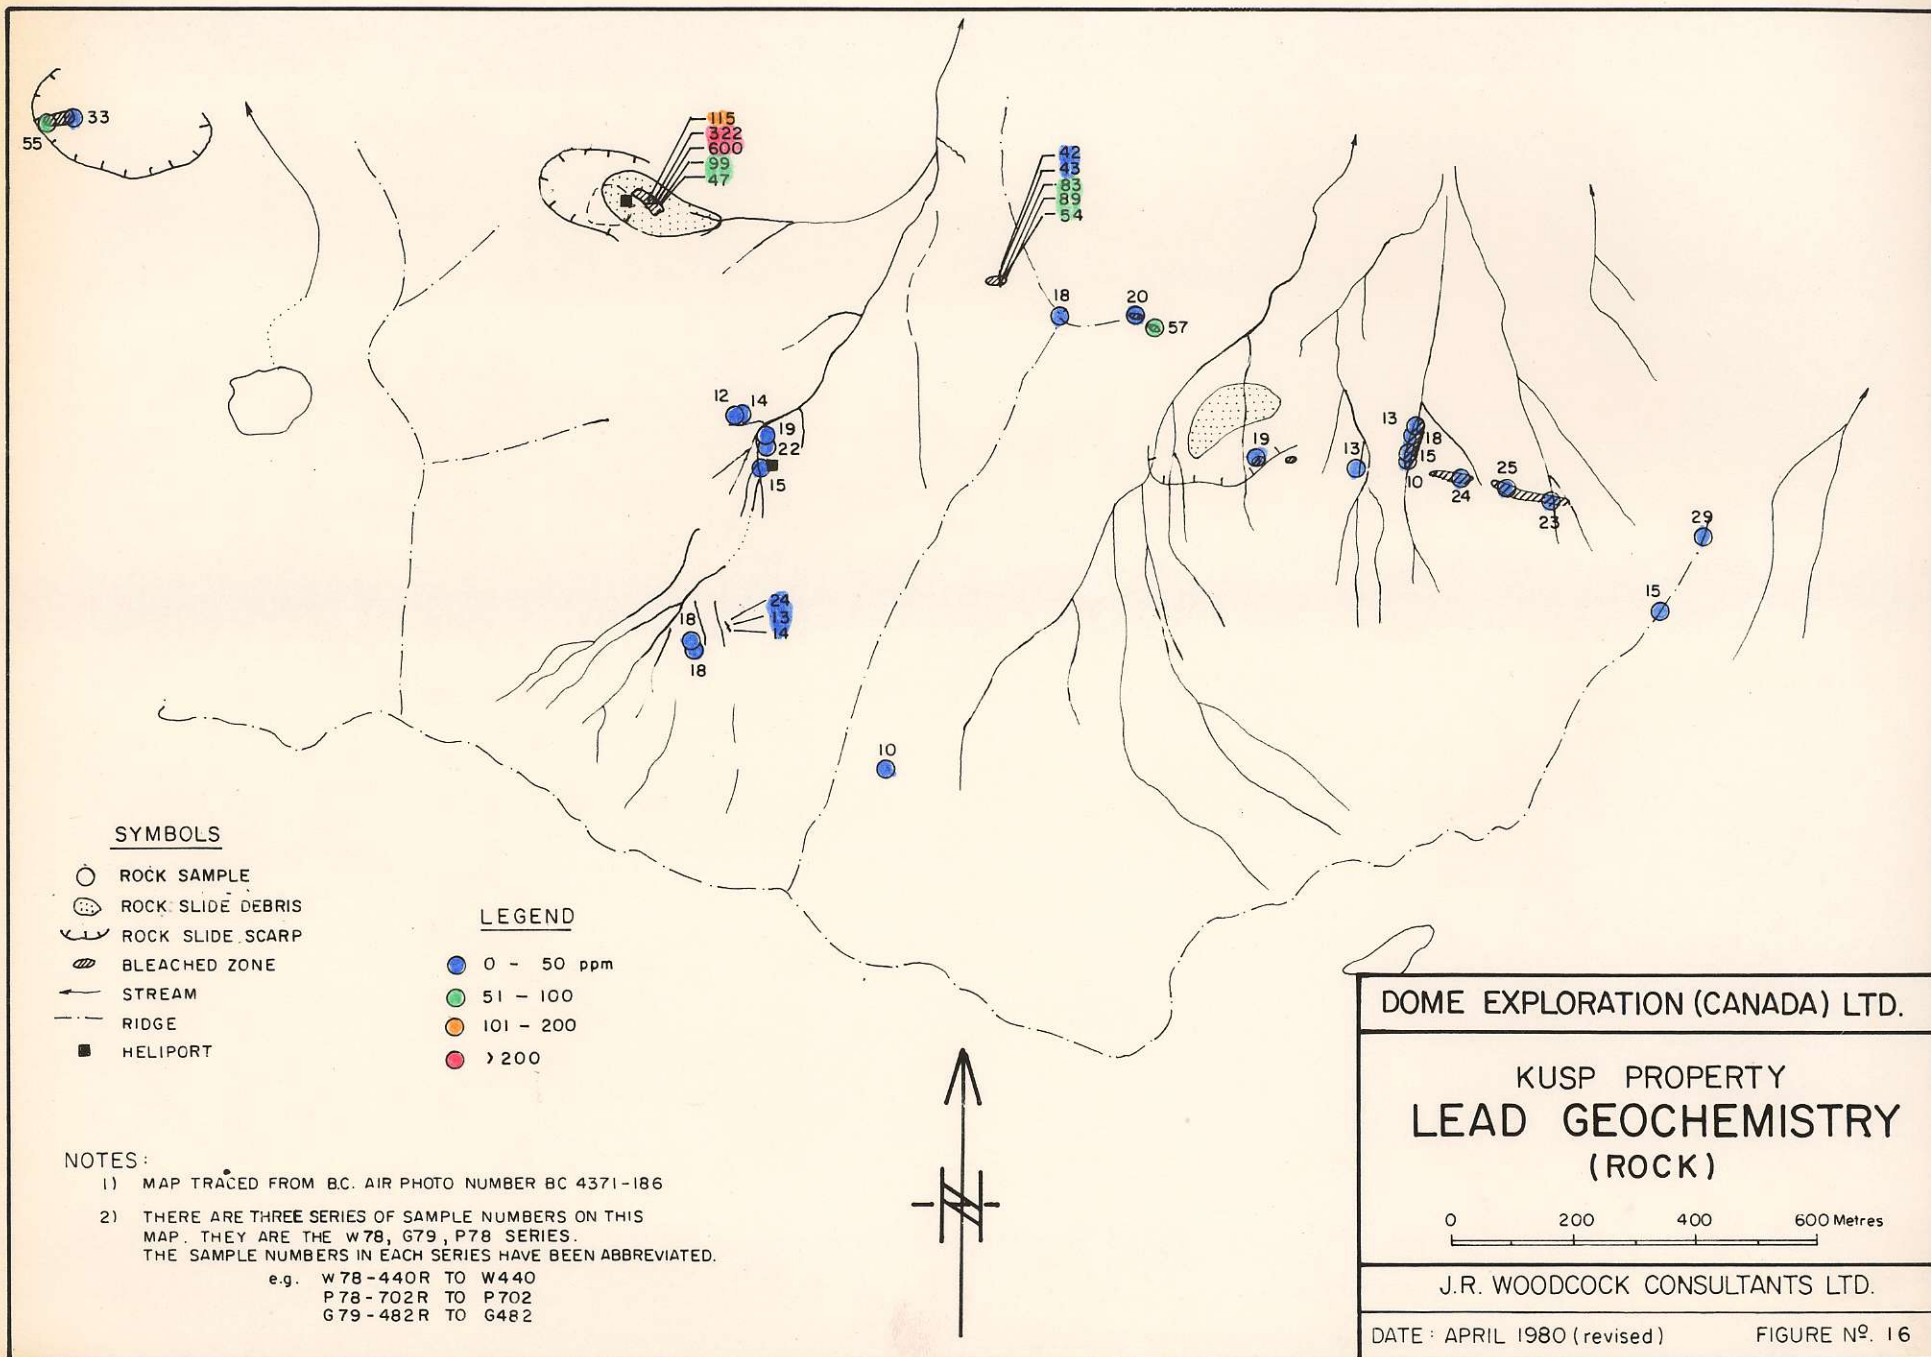 33
55
115
322
600
99
47
42
43
83
89
54
18
20
57
12
14
19
22
15
19
13
13
18
15
10
24
25
23
29
15
24
13
14
18
18
10
SYMBOLS
ROCK SAMPLE
ROCK SLIDE DEBRIS
ROCK SLIDE SCARP
BLEACHED ZONE
STREAM
RIDGE
HELIPORT
LEGEND
0 - 50 ppm
51 - 100
101 - 200
>200
NOTES:
1) MAP TRACED FROM B.C. AIR PHOTO NUMBER BC 4371-186
2) THERE ARE THREE SERIES OF SAMPLE NUMBERS ON THIS
MAP. THEY ARE THE W78, G79, P78 SERIES.
THE SAMPLE NUMBERS IN EACH SERIES HAVE BEEN ABBREVIATED.
e.g. W78-440R TO W440
P78-702R TO P702
G79-482R TO G482
N
DOME EXPLORATION (CANADA) LTD.
KUSP PROPERTY
LEAD GEOCHEMISTRY
(ROCK)
0 200 400 600 Metres
J.R. WOODCOCK CONSULTANTS LTD.
DATE: APRIL 1980 (revised) FIGURE Nº. 16